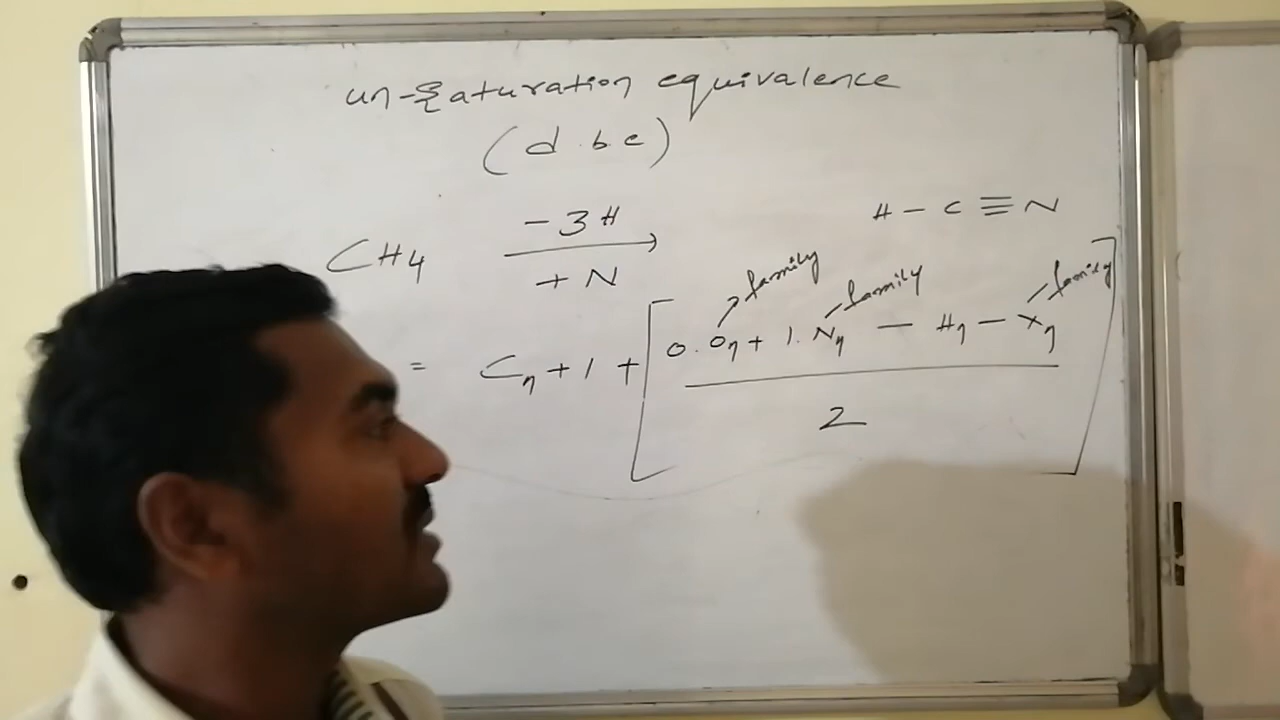 un-saturation equivalence
(d.b.e)
-3H
CH4 → H-C≡N
+N
family family family
0.On + 1.Nn - Hn - Xn
= Cn + 1 + [ ]
2